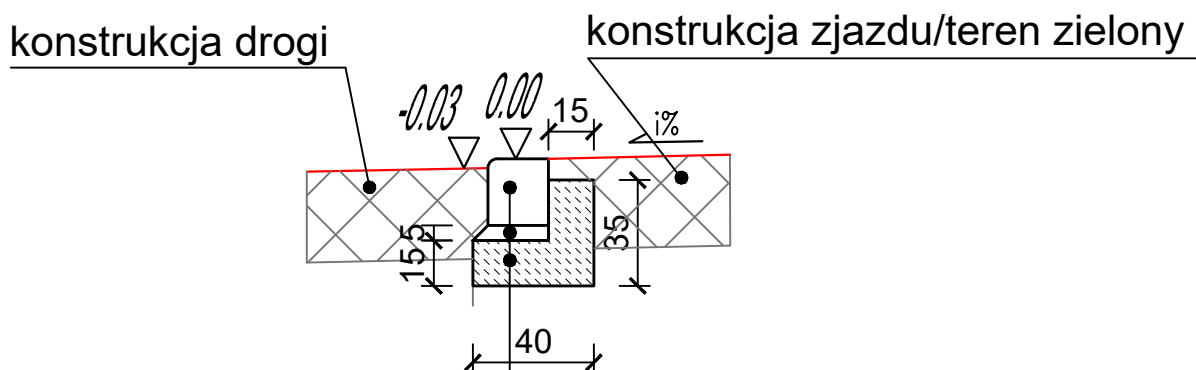 konstrukcja drogi
konstrukcja zjazdu/teren zielony
-0.03
0.00
15
i%
5
15
35
40